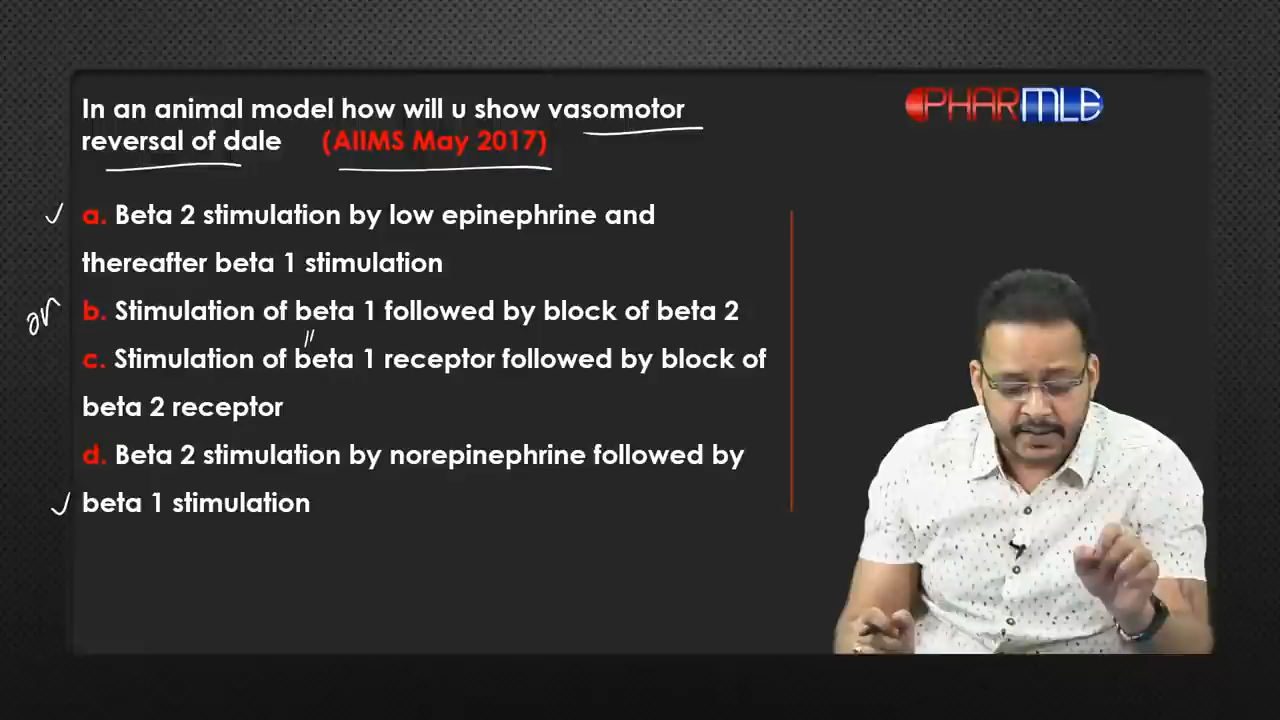 In an animal model how will u show vasomotor
reversal of dale (AIIMS May 2017)
PHARMLE
a. Beta 2 stimulation by low epinephrine and
thereafter beta 1 stimulation
or b. Stimulation of beta 1 followed by block of beta 2
c. Stimulation of beta 1 receptor followed by block of
beta 2 receptor
d. Beta 2 stimulation by norepinephrine followed by
beta 1 stimulation